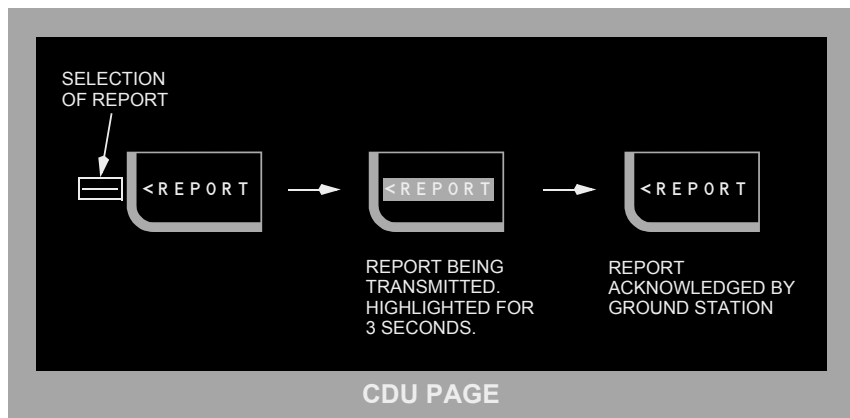 SELECTION
OF REPORT
<REPORT
<REPORT
<REPORT
REPORT BEING
TRANSMITTED.
HIGHLIGHTED FOR
3 SECONDS.
REPORT
ACKNOWLEDGED BY
GROUND STATION
CDU PAGE